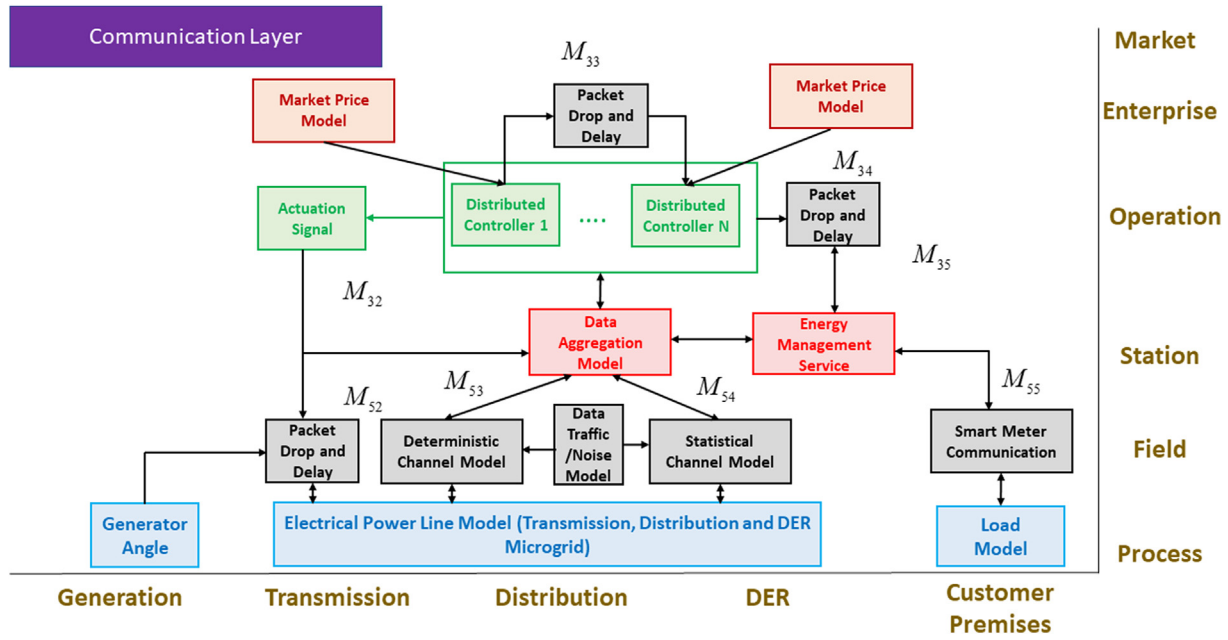 Communication Layer
Market
M33
Market Price
Model
Packet
Drop and
Delay
Market Price
Model
Enterprise
M34
Actuation
Signal
Distributed
Controller 1
....
Distributed
Controller N
Packet
Drop and
Delay
Operation
M35
M32
Data
Aggregation
Model
Energy
Management
Service
Station
M53
M54
M55
M52
Packet
Drop and
Delay
Deterministic
Channel Model
Data
Traffic
/Noise
Model
Statistical
Channel Model
Smart Meter
Communication
Field
Generator
Angle
Electrical Power Line Model (Transmission, Distribution and DER
Microgrid)
Load
Model
Process
Generation
Transmission
Distribution
DER
Customer
Premises